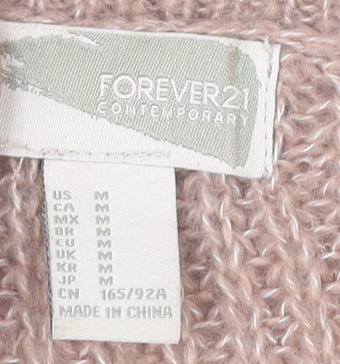 FOREVER21
CONTEMPORARY
US M
CA M
MX M
BR M
EU M
UK M
KR M
JP M
CN 165/92A
MADE IN CHINA